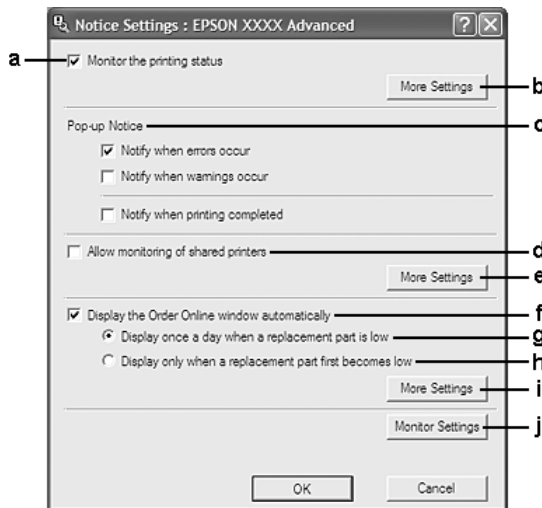 Notice Settings : EPSON XXXX Advanced
a
Monitor the printing status
More Settings
b
Pop-up Notice
c
Notify when errors occur
Notify when warnings occur
Notify when printing completed
Allow monitoring of shared printers
d
More Settings
e
Display the Order Online window automatically
f
Display once a day when a replacement part is low
g
Display only when a replacement part first becomes low
h
More Settings
i
Monitor Settings
j
OK
Cancel